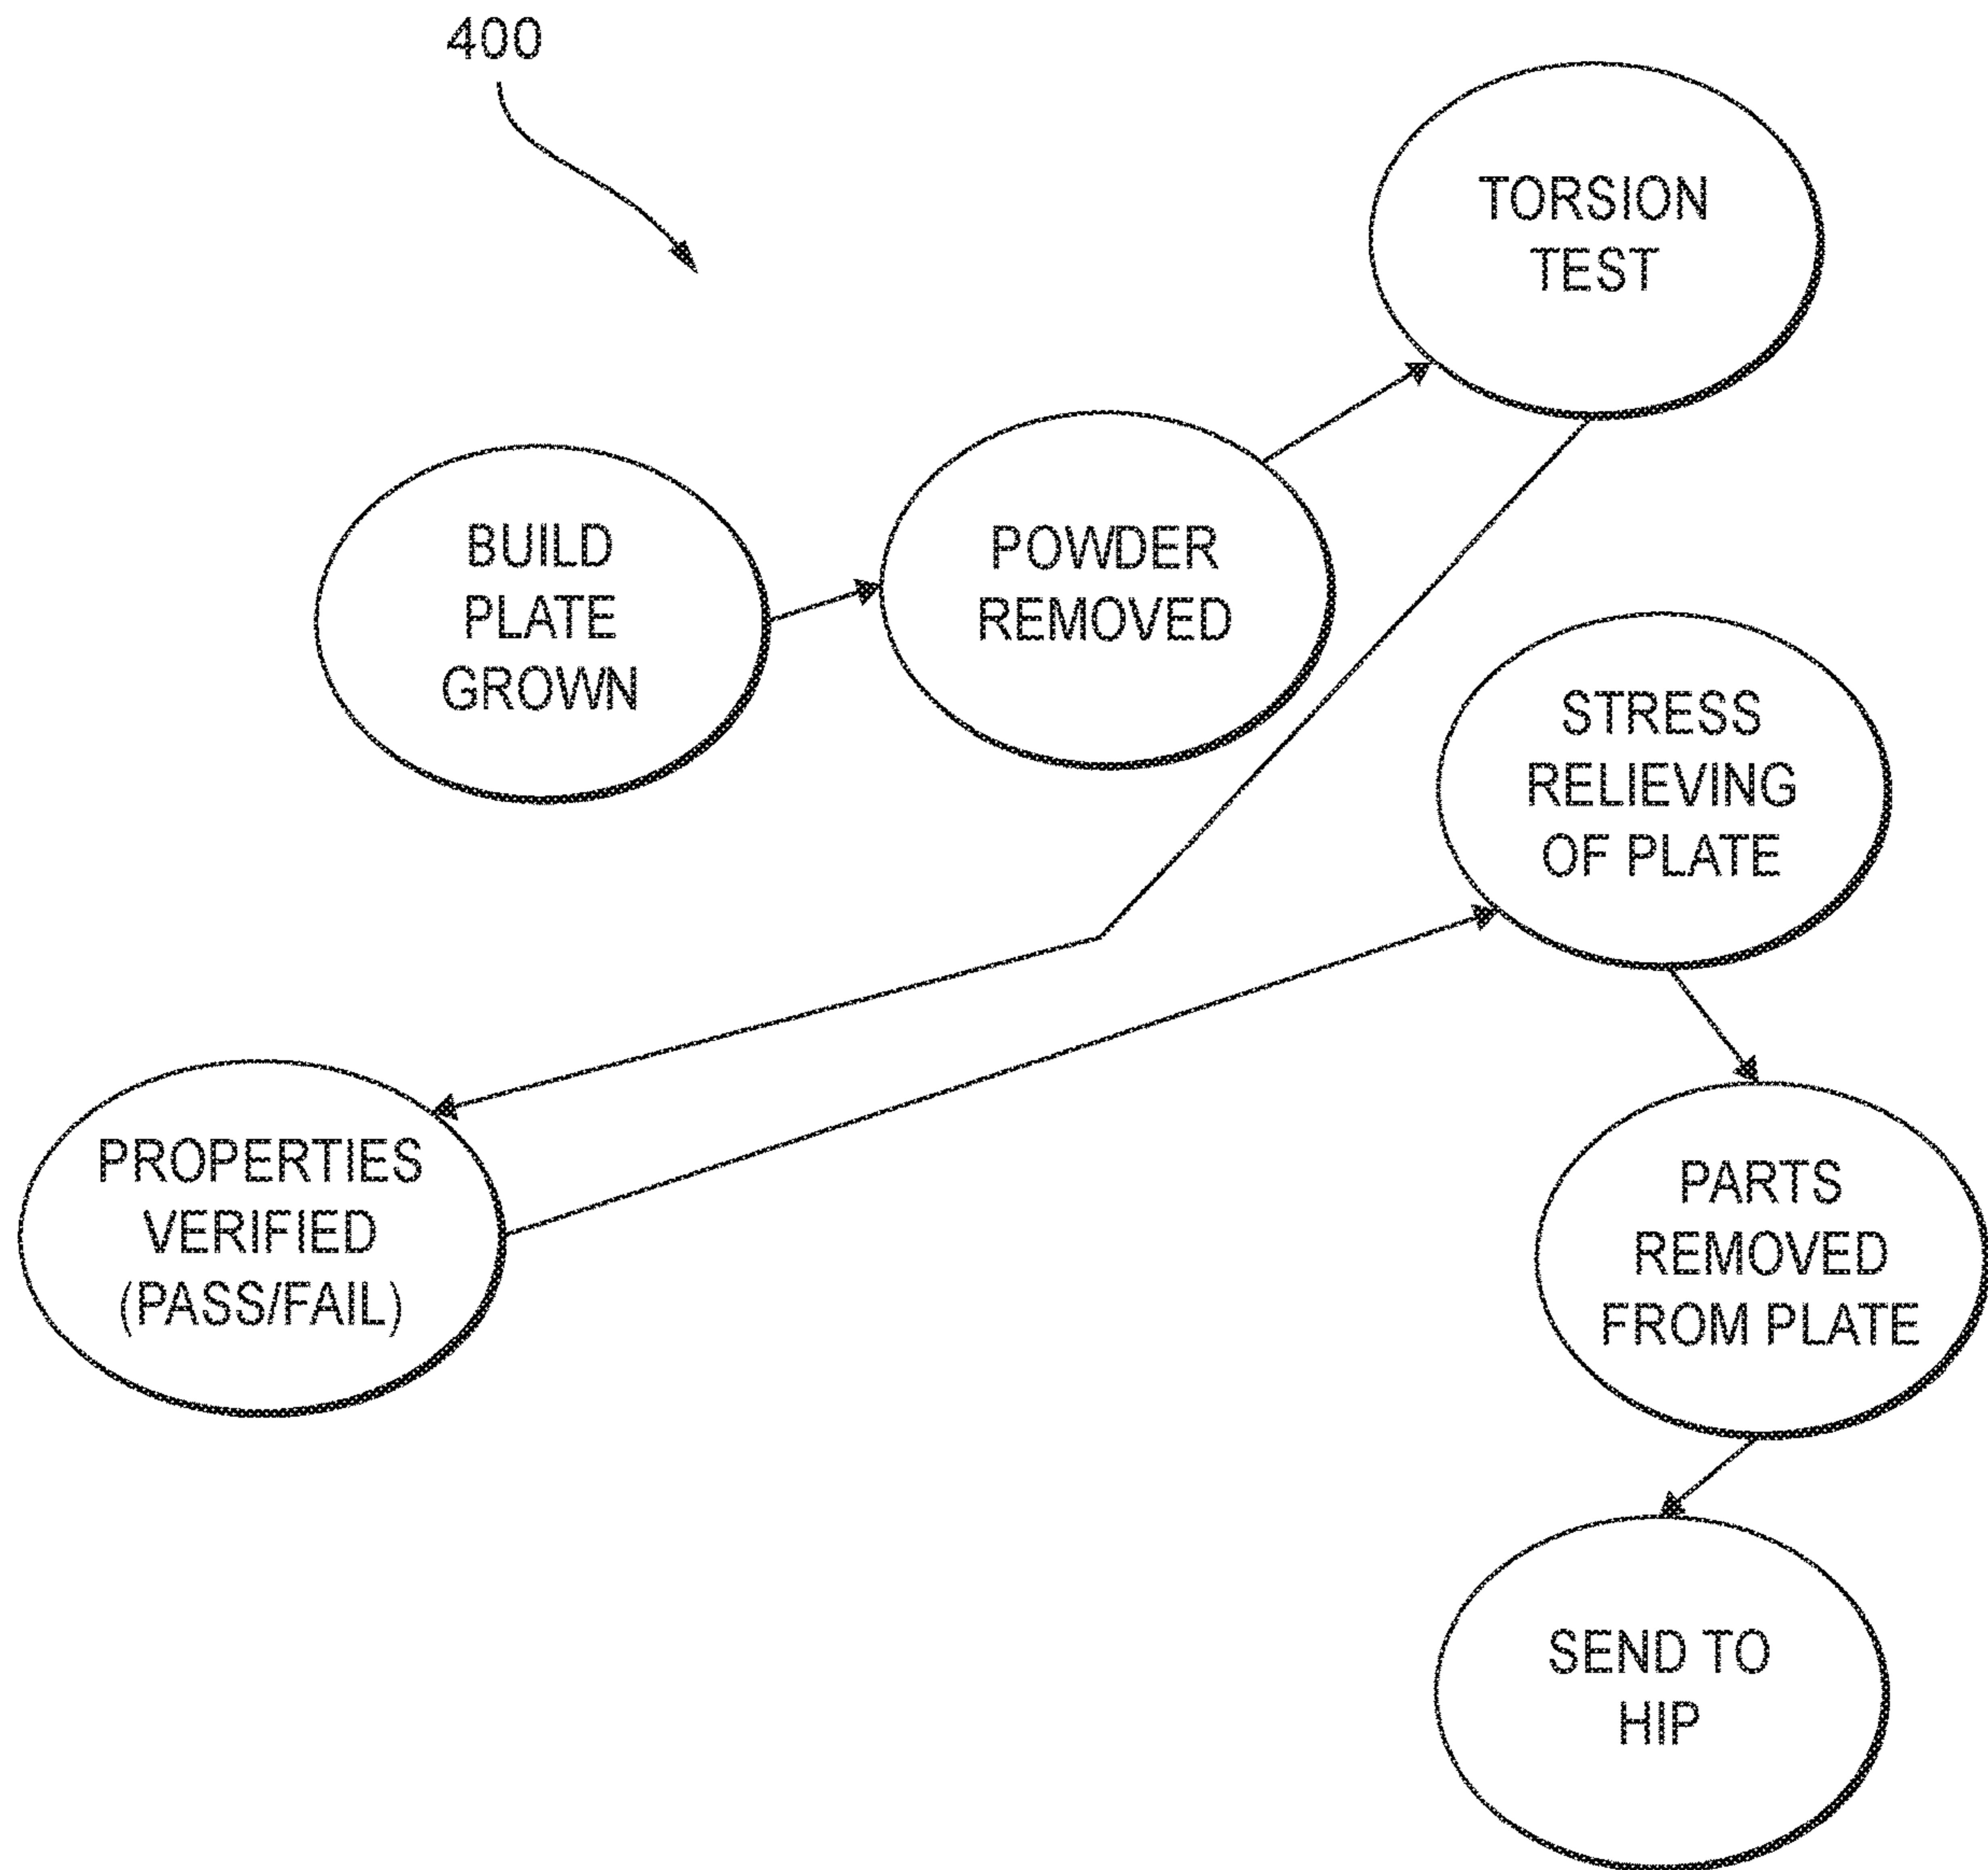 400
TORSION
TEST
BUILD
PLATE
GROWN
POWDER
REMOVED
STRESS
RELIEVING
OF PLATE
PROPERTIES
VERIFIED
(PASS/FAIL)
PARTS
REMOVED
FROM PLATE
SEND TO
HIP